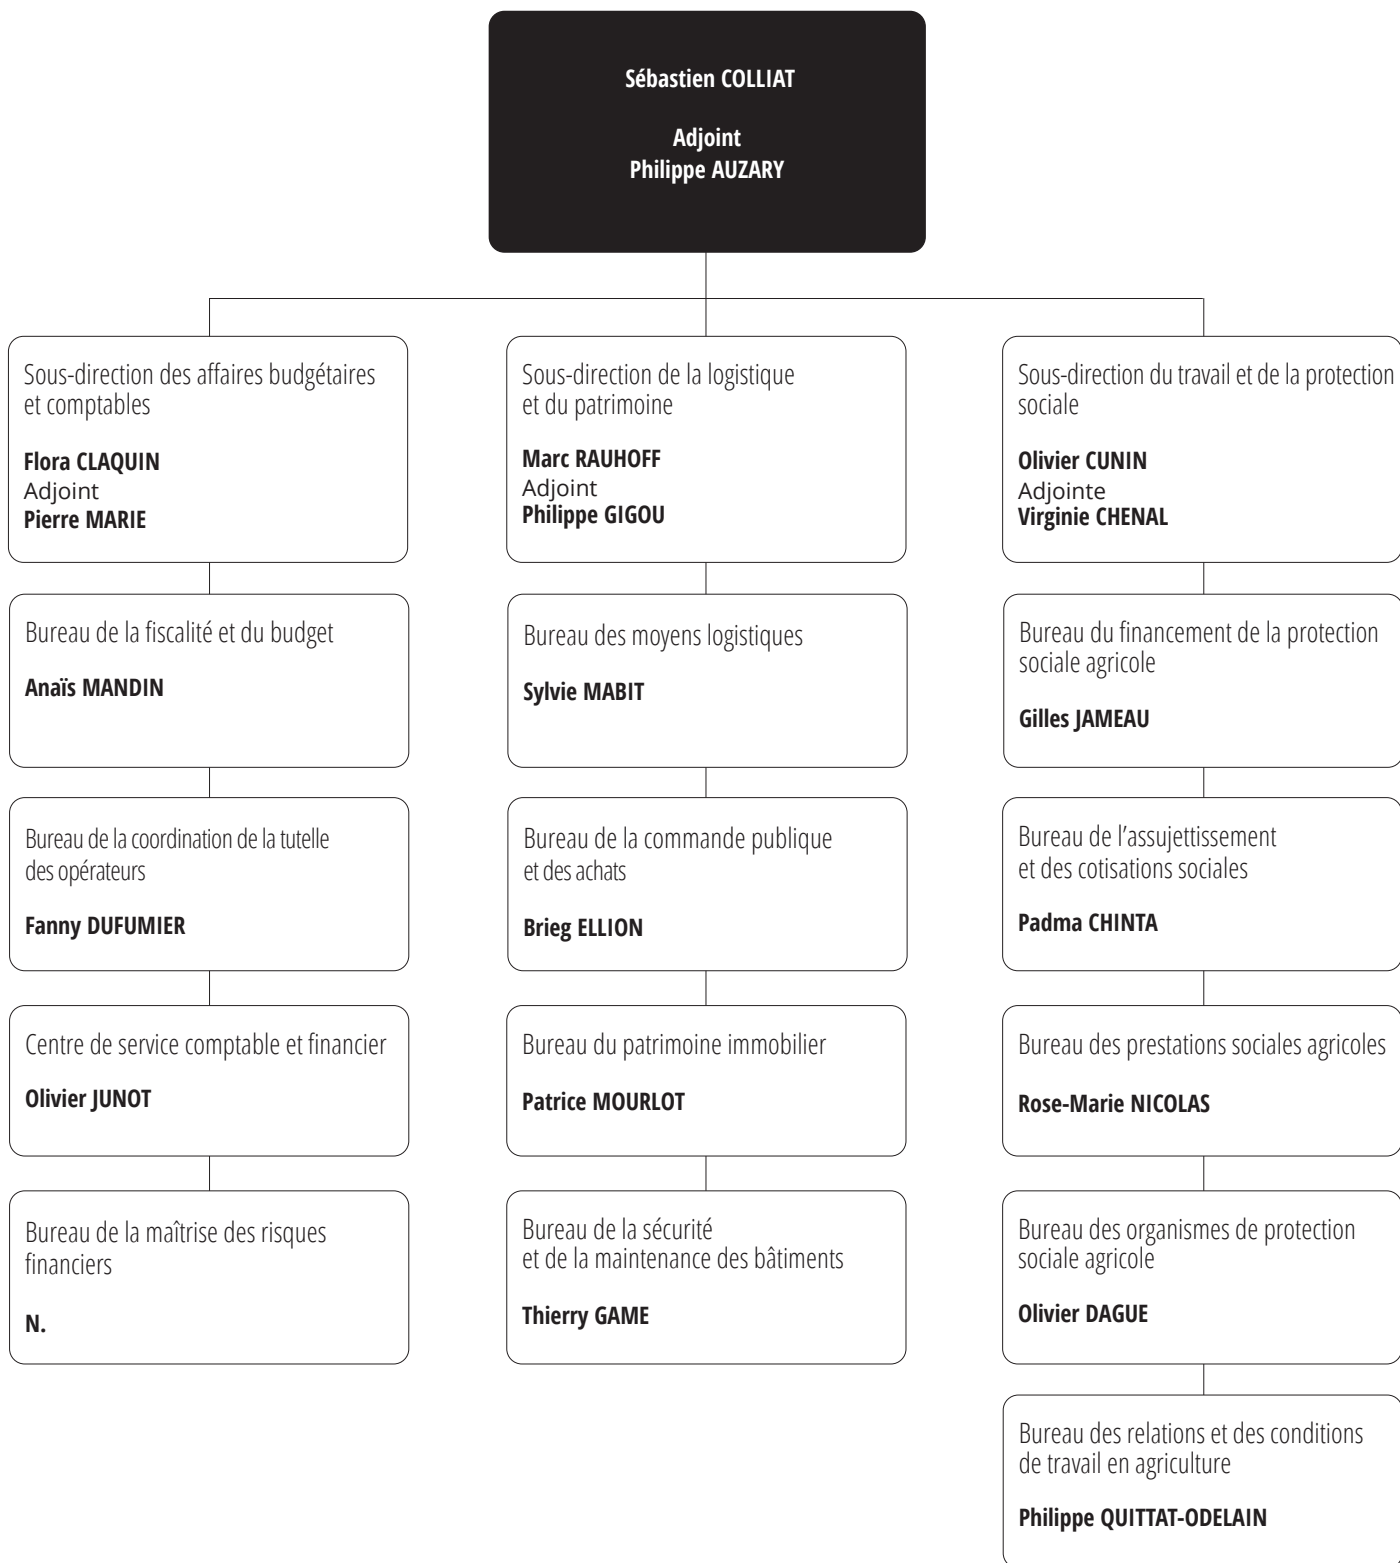 Sébastien COLLIAT
Adjoint
Philippe AUZARY
Sous-direction des affaires budgétaires
et comptables
Flora CLAQUIN
Adjoint
Pierre MARIE
Bureau de la fiscalité et du budget
Anaïs MANDIN
Bureau de la coordination de la tutelle
des opérateurs
Fanny DUFUMIER
Centre de service comptable et financier
Olivier JUNOT
Bureau de la maîtrise des risques
financiers
N.
Sous-direction de la logistique
et du patrimoine
Marc RAUHOFF
Adjoint
Philippe GIGOU
Bureau des moyens logistiques
Sylvie MABIT
Bureau de la commande publique
et des achats
Brieg ELLION
Bureau du patrimoine immobilier
Patrice MOURLOT
Bureau de la sécurité
et de la maintenance des bâtiments
Thierry GAME
Sous-direction du travail et de la protection
sociale
Olivier CUNIN
Adjointe
Virginie CHENAL
Bureau du financement de la protection
sociale agricole
Gilles JAMEAU
Bureau de l’assujettissement
et des cotisations sociales
Padma CHINTA
Bureau des prestations sociales agricoles
Rose-Marie NICOLAS
Bureau des organismes de protection
sociale agricole
Olivier DAGUE
Bureau des relations et des conditions
de travail en agriculture
Philippe QUITTAT-ODELAIN